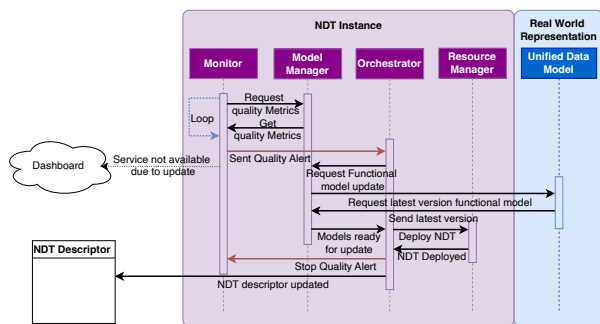 NDT Instance
Real World
Representation
Monitor
Model
Manager
Orchestrator
Resource
Manager
Unified Data
Model
Request
quality Metrics
Loop
Get
quality Metrics
Dashboard
Service not available
due to update
Sent Quality Alert
Request Functional
model update
Request latest version functional model
Send latest version
Models ready
for update
Deploy NDT
NDT Deployed
NDT Descriptor
Stop Quality Alert
NDT descriptor updated